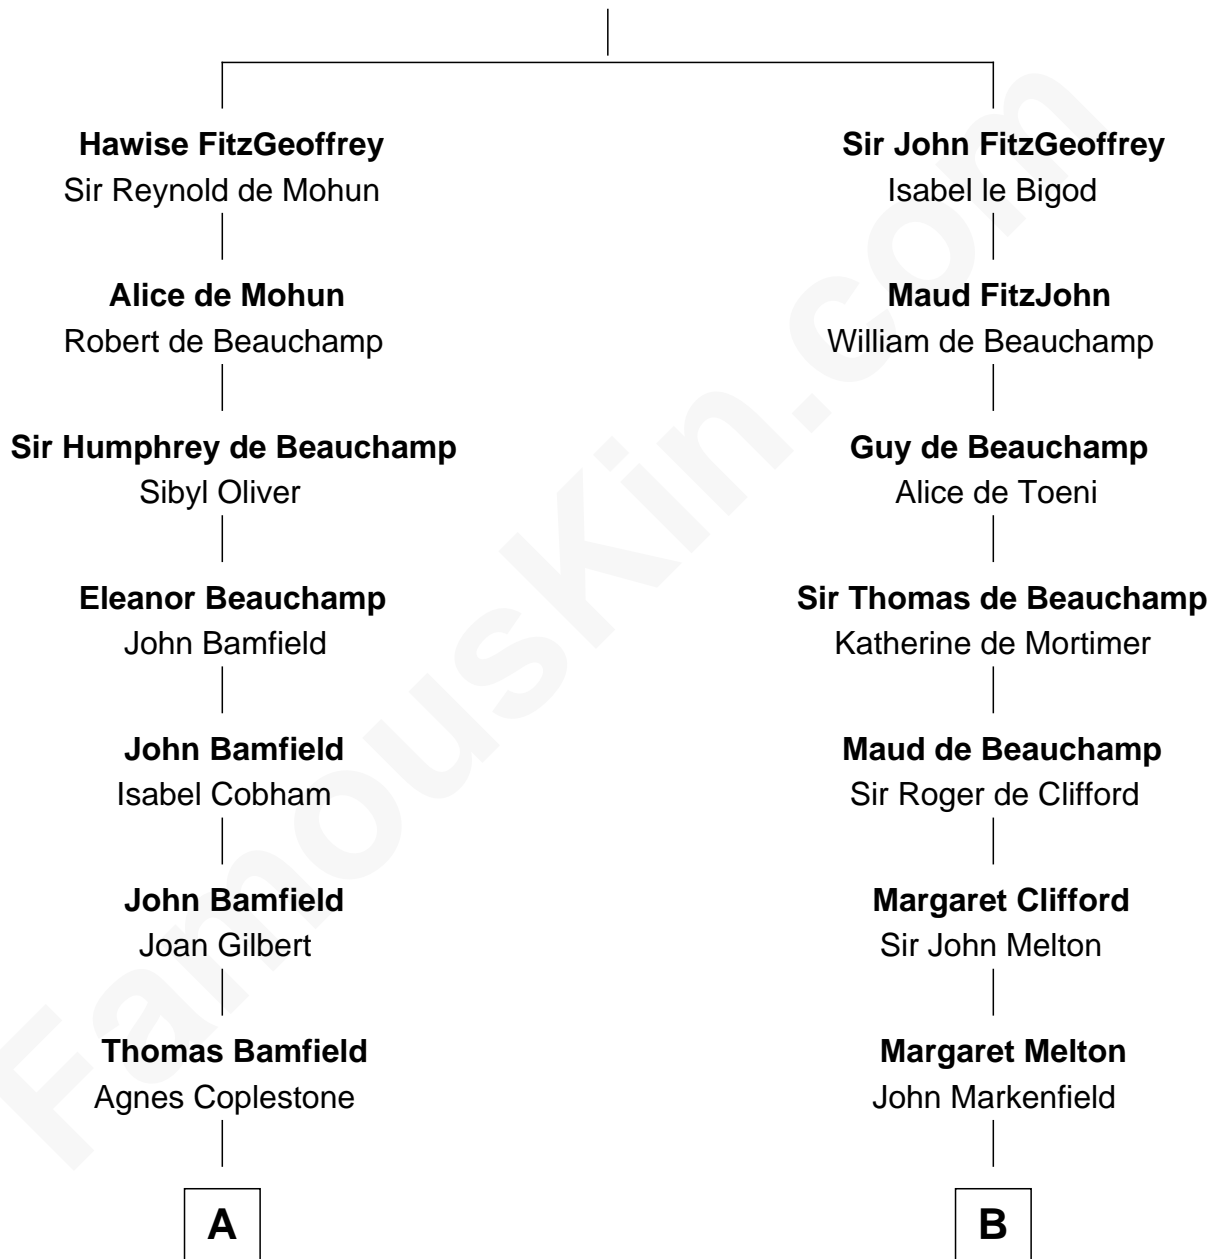 Hawise FitzGeoffrey
Sir Reynold de Mohun
Alice de Mohun
Robert de Beauchamp
Sir Humphrey de Beauchamp
Sibyl Oliver
Eleanor Beauchamp
John Bamfield
John Bamfield
Isabel Cobham
John Bamfield
Joan Gilbert
Thomas Bamfield
Agnes Coplestone
A
Sir John FitzGeoffrey
Isabel le Bigod
Maud FitzJohn
William de Beauchamp
Guy de Beauchamp
Alice de Toeni
Sir Thomas de Beauchamp
Katherine de Mortimer
Maud de Beauchamp
Sir Roger de Clifford
Margaret Clifford
Sir John Melton
Margaret Melton
John Markenfield
B
FamousKin.com